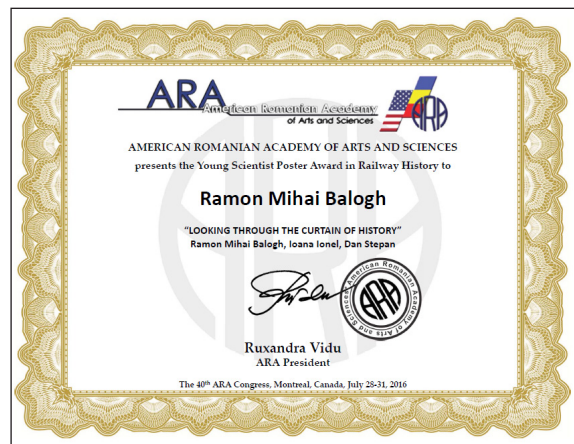 ARA
American Romanian Academy
of Arts and Sciences
ARA
AMERICAN ROMANIAN ACADEMY OF ARTS AND SCIENCES
presents the Young Scientist Poster Award in Railway History to
Ramon Mihai Balogh
“LOOKING THROUGH THE CURTAIN OF HISTORY”
Ramon Mihai Balogh, Ioana Ionel, Dan Stepan
American Romanian Academy of Arts and Sciences
ARA
Ruxandra Vidu
ARA President
The 40th ARA Congress, Montreal, Canada, July 28-31, 2016